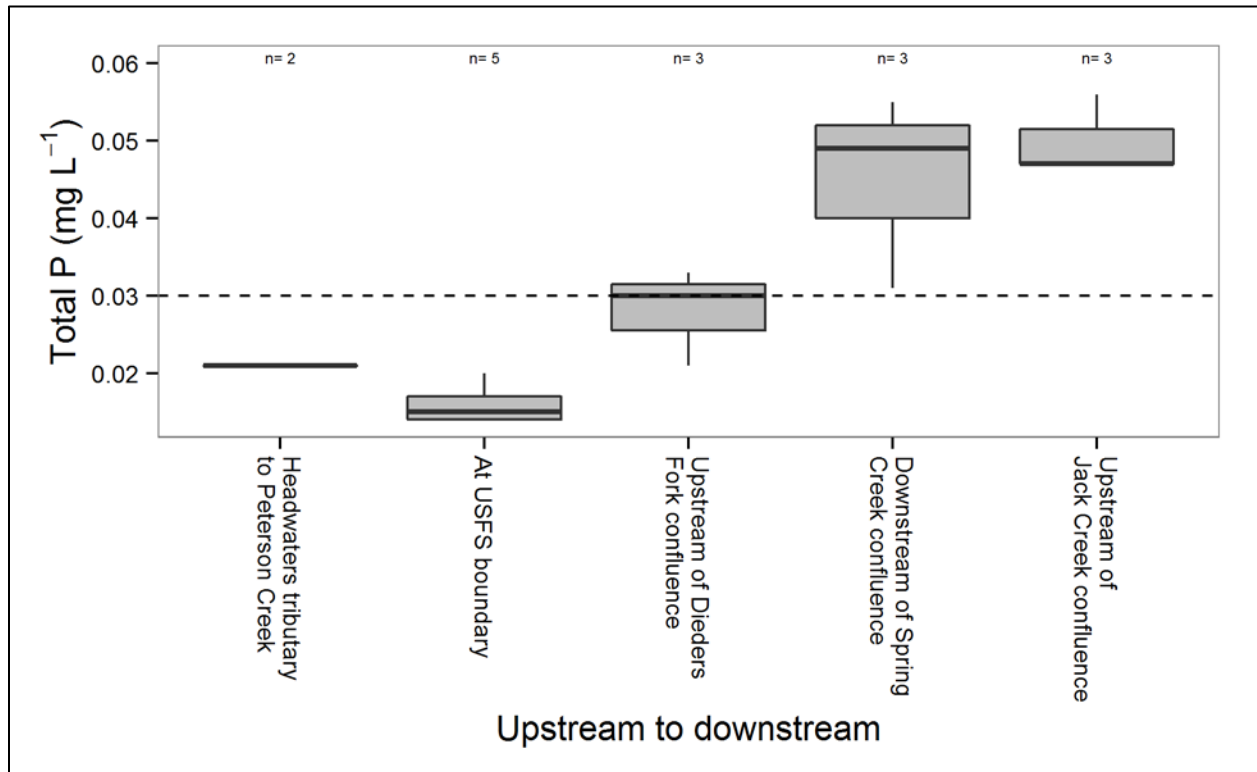 n= 2
n= 5
n= 3
n= 3
n= 3
0.06
0.05
0.04
0.03
0.02
Total P (mg L⁻¹)
Headwaters tributary
to Peterson Creek
At USFS boundary
Upstream of Dieders
Fork confluence
Downstream of Spring
Creek confluence
Upstream of
Jack Creek confluence
Upstream to downstream